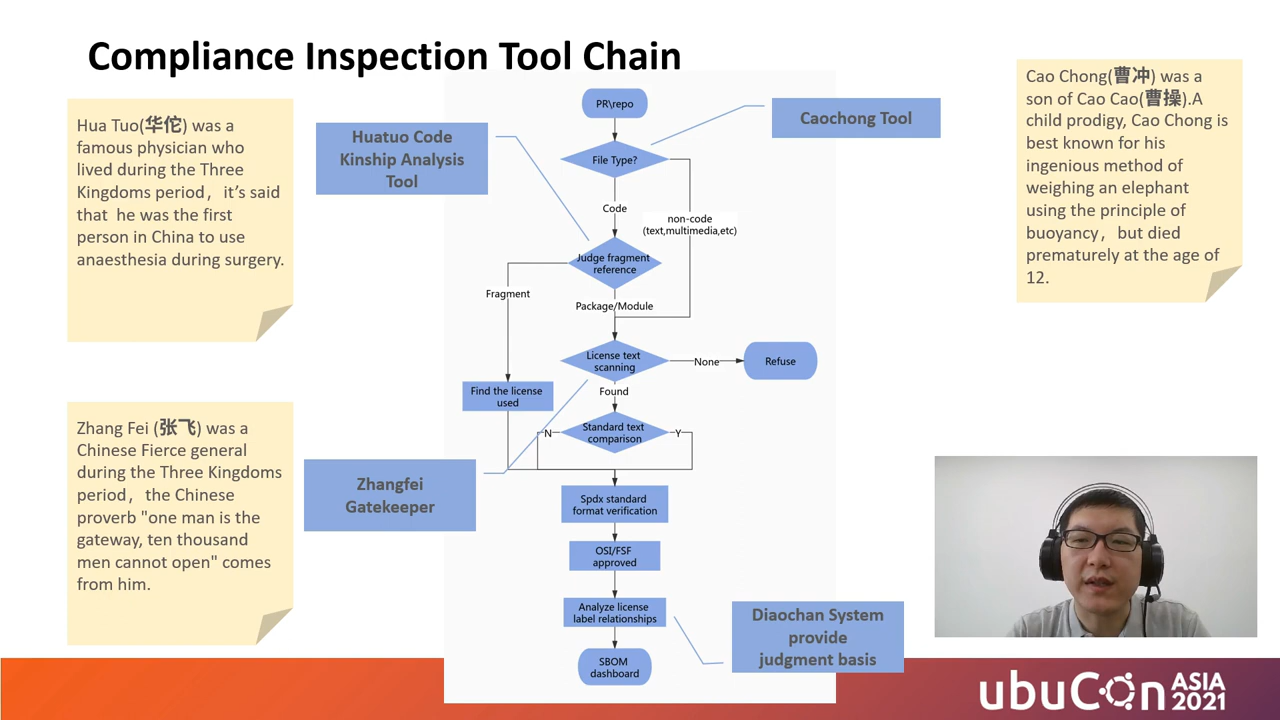 Compliance Inspection Tool Chain
Hua Tuo(华佗) was a
famous physician who
lived during the Three
Kingdoms period，it's said
that he was the first
person in China to use
anaesthesia during surgery.
Zhang Fei (张飞) was a
Chinese Fierce general
during the Three Kingdoms
period，the Chinese
proverb "one man is the
gateway, ten thousand
men cannot open" comes
from him.
Huatuo Code
Kinship Analysis
Tool
Zhangfei
Gatekeeper
PR\repo
File Type?
Code
non-code
(text,multimedia,etc)
Judge fragment
reference
Fragment
Package/Module
License text
scanning
None
Refuse
Find the license
used
Found
Standard text
comparison
N
Y
Spdx standard
format verification
OSI/FSF
approved
Analyze license
label relationships
SBOM
dashboard
Caochong Tool
Diaochan System
provide
judgment basis
Cao Chong(曹冲) was a
son of Cao Cao(曹操).A
child prodigy, Cao Chong is
best known for his
ingenious method of
weighing an elephant
using the principle of
buoyancy，but died
prematurely at the age of
12.
ubuCon ASIA
2021